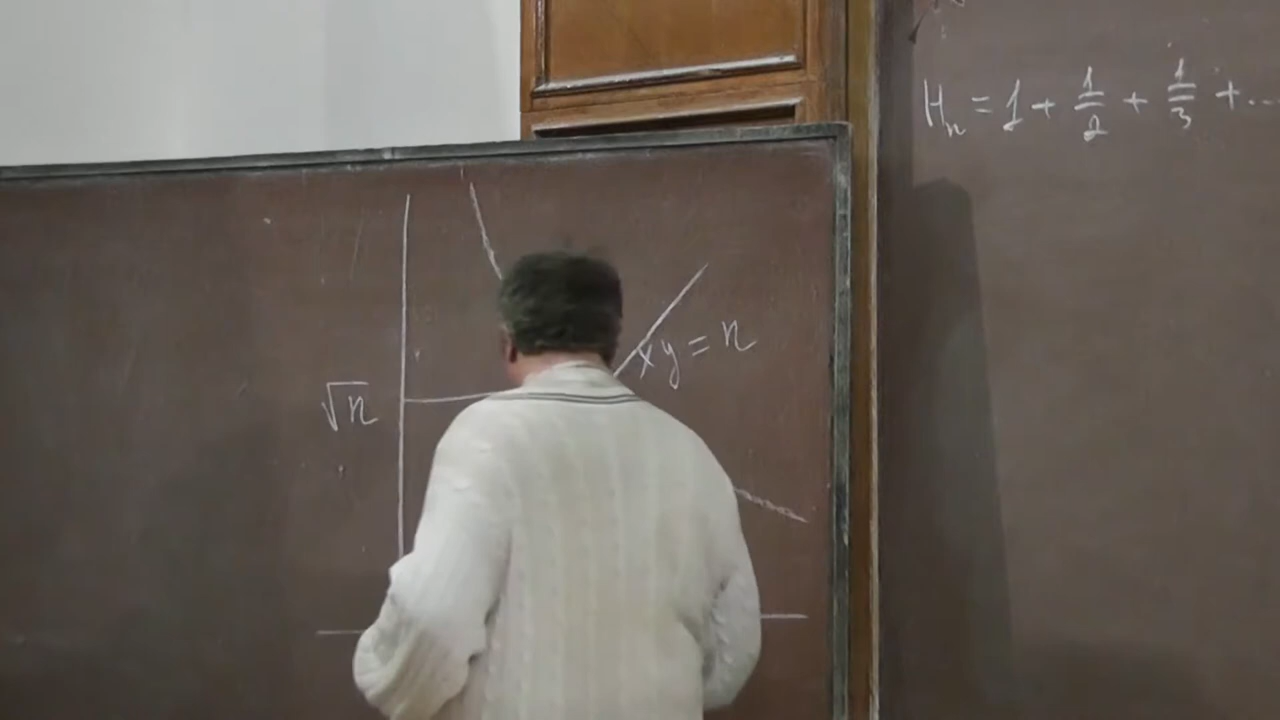 H_n = 1 + 1/2 + 1/3 + ...
xy = n
√n